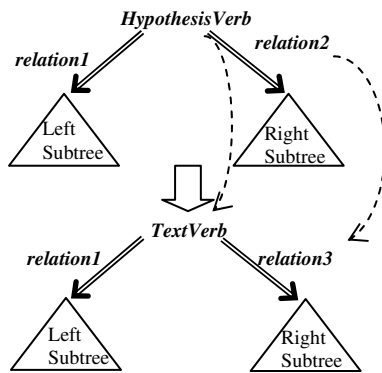 HypothesisVerb
relation1
relation2
Left
Subtree
Right
Subtree
TextVerb
relation1
relation3
Left
Subtree
Right
Subtree